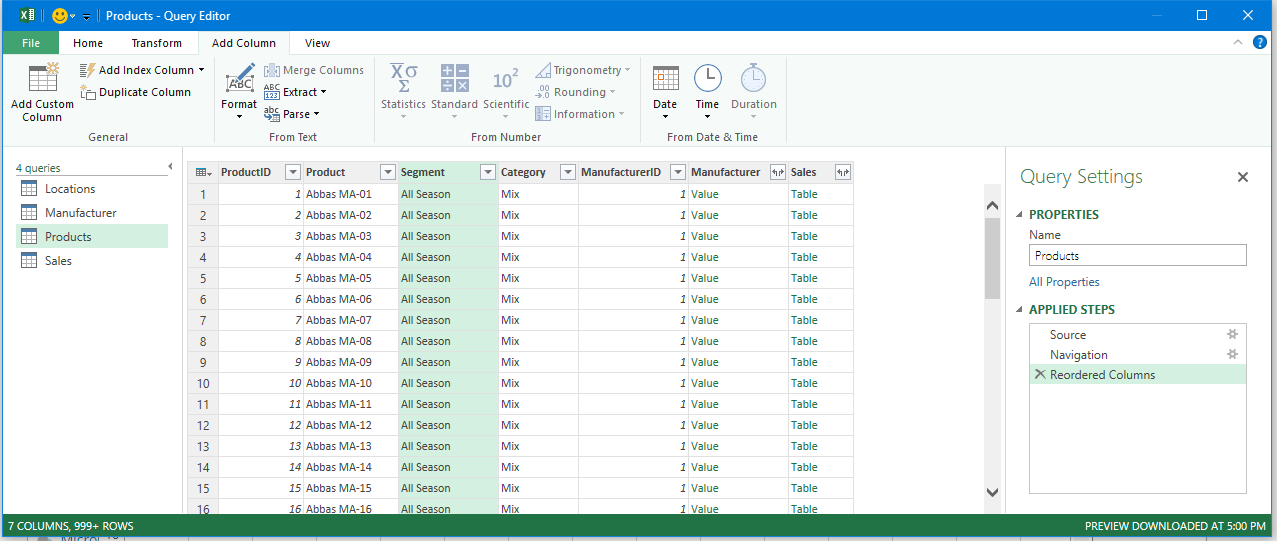 Products - Query Editor
File Home Transform Add Column View
Add Custom Column
Add Index Column
Duplicate Column
General
Format
Merge Columns
Extract
Parse
From Text
Statistics Standard Scientific
Trigonometry
Rounding
Information
From Number
Date Time Duration
From Date & Time
4 queries
Locations
Manufacturer
Products
Sales
ProductID Product Segment Category ManufacturerID Manufacturer Sales
1 1 Abbas MA-01 All Season Mix 1 Value Table
2 2 Abbas MA-02 All Season Mix 1 Value Table
3 3 Abbas MA-03 All Season Mix 1 Value Table
4 4 Abbas MA-04 All Season Mix 1 Value Table
5 5 Abbas MA-05 All Season Mix 1 Value Table
6 6 Abbas MA-06 All Season Mix 1 Value Table
7 7 Abbas MA-07 All Season Mix 1 Value Table
8 8 Abbas MA-08 All Season Mix 1 Value Table
9 9 Abbas MA-09 All Season Mix 1 Value Table
10 10 Abbas MA-10 All Season Mix 1 Value Table
11 11 Abbas MA-11 All Season Mix 1 Value Table
12 12 Abbas MA-12 All Season Mix 1 Value Table
13 13 Abbas MA-13 All Season Mix 1 Value Table
14 14 Abbas MA-14 All Season Mix 1 Value Table
15 15 Abbas MA-15 All Season Mix 1 Value Table
16 16 Abbas MA-16 All Season Mix 1 Value Table
Query Settings
PROPERTIES
Name
Products
All Properties
APPLIED STEPS
Source
Navigation
Reordered Columns
7 COLUMNS, 999+ ROWS
PREVIEW DOWNLOADED AT 5:00 PM